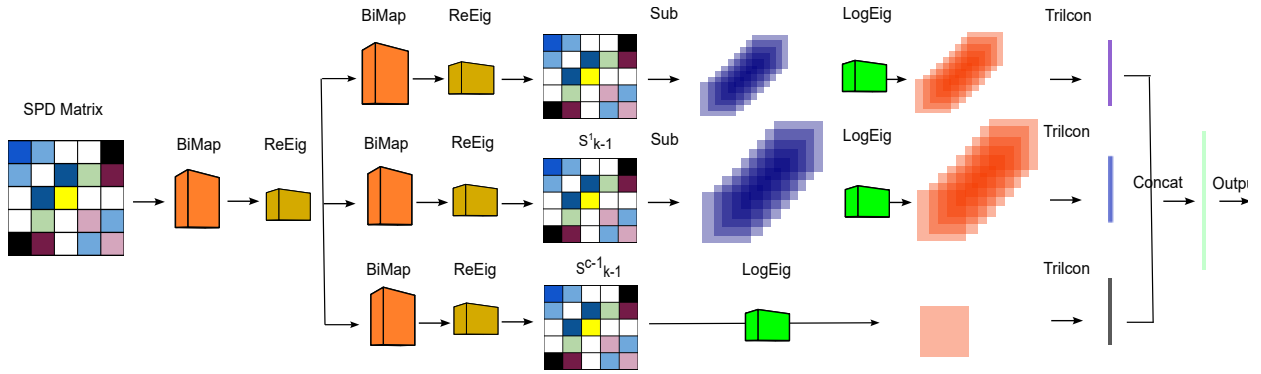 BiMap
ReEig
Sub
LogEig
Trilcon
SPD Matrix
BiMap
ReEig
BiMap
ReEig
S¹k-1
Sub
LogEig
Trilcon
Concat
Outpu
BiMap
ReEig
Sᶜ⁻¹k-1
LogEig
Trilcon